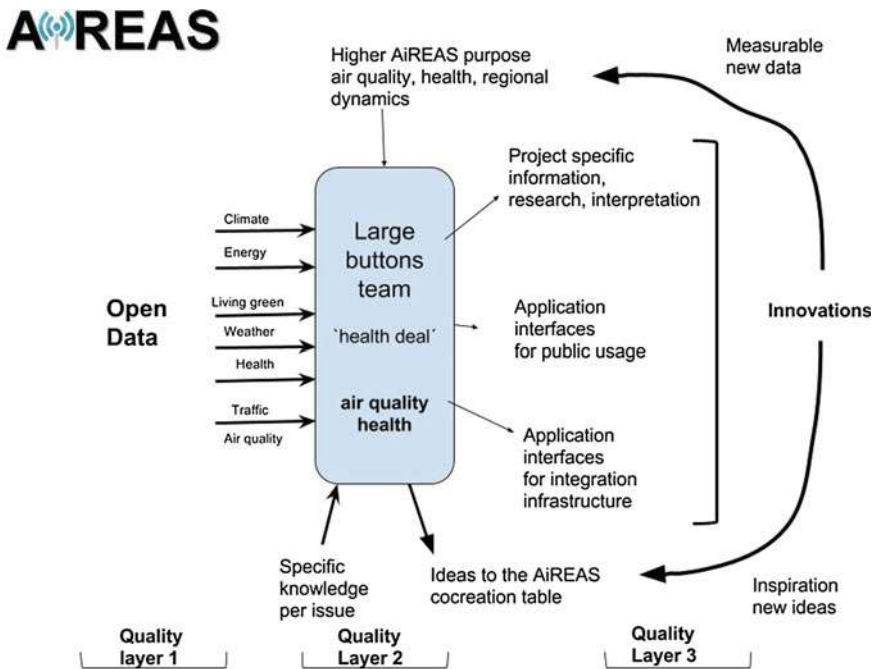 A REAS
Higher AiREAS purpose
air quality, health, regional
dynamics
Measurable
new data
Project specific
information,
research, interpretation
Climate
Energy
Living green
Weather
Health
Traffic
Air quality
Open
Data
Large
buttons
team
`health deal´
air quality
health
Application
interfaces
for public usage
Innovations
Application
interfaces
for integration
infrastructure
Specific
knowledge
per issue
Ideas to the AiREAS
cocreation table
Inspiration
new ideas
Quality
layer 1
Quality
Layer 2
Quality
Layer 3